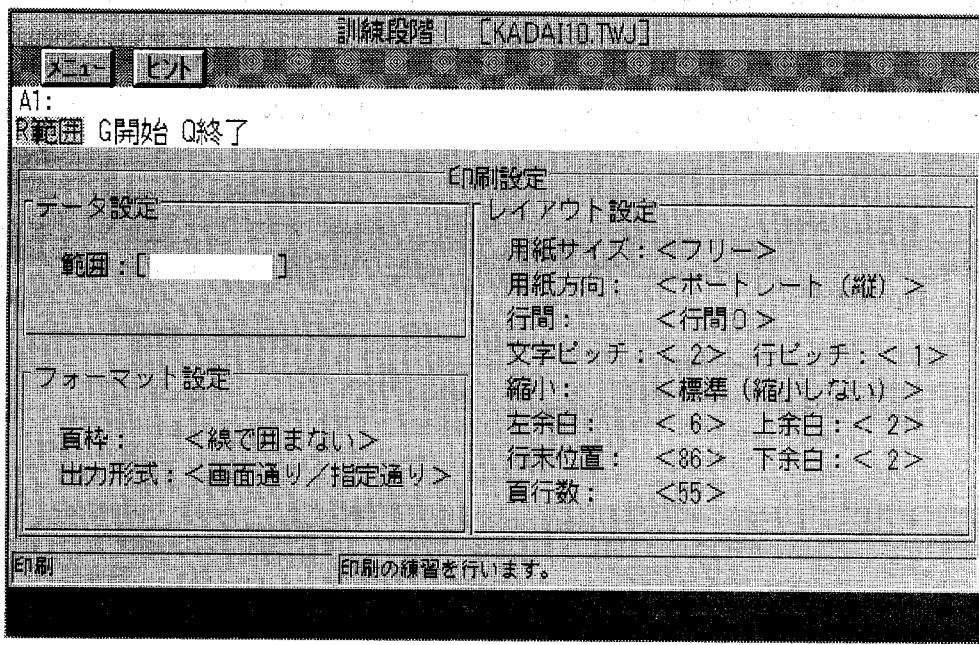 訓練段階Ⅰ [KADAI10.TWJ]
メニュー ヒント
A1:
R範囲 G開始 Q終了
印刷設定
データ設定
範囲:[ ]
フォーマット設定
頁枠: <線で囲まない>
出力形式:<画面通り/指定通り>
レイアウト設定
用紙サイズ:<フリー>
用紙方向: <ポートレート(縦)>
行間: <行間0>
文字ピッチ:< 2> 行ピッチ:< 1>
縮小: <標準(縮小しない)>
左余白: < 6> 上余白:< 2>
行末位置: <86> 下余白:< 2>
頁行数: <55>
印刷 印刷の練習を行います。